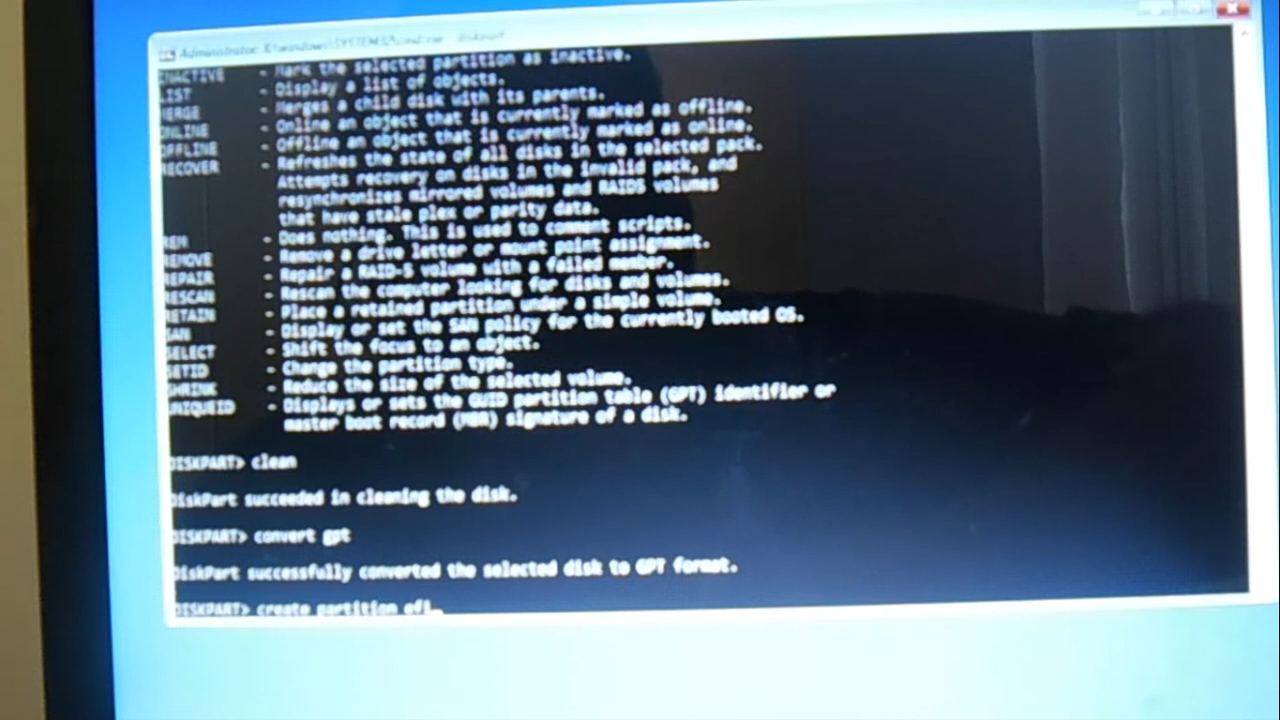 Administrator: X:\windows\SYSTEM32\cmd.exe - diskpart
INACTIVE - Mark the selected partition as inactive.
LIST - Display a list of objects.
MERGE - Merges a child disk with its parents.
ONLINE - Online an object that is currently marked as offline.
OFFLINE - Offline an object that is currently marked as online.
RECOVER - Refreshes the state of all disks in the selected pack.
Attempts recovery on disks in the invalid pack, and
resynchronizes mirrored volumes and RAID5 volumes
that have stale plex or parity data.
REM - Does nothing. This is used to comment scripts.
REMOVE - Remove a drive letter or mount point assignment.
REPAIR - Repair a RAID-5 volume with a failed member.
RESCAN - Rescan the computer looking for disks and volumes.
RETAIN - Place a retained partition under a simple volume.
SAN - Display or set the SAN policy for the currently booted OS.
SELECT - Shift the focus to an object.
SETID - Change the partition type.
SHRINK - Reduce the size of the selected volume.
UNIQUEID - Displays or sets the GUID partition table (GPT) identifier or
master boot record (MBR) signature of a disk.
DISKPART> clean
DiskPart succeeded in cleaning the disk.
DISKPART> convert gpt
DiskPart successfully converted the selected disk to GPT format.
DISKPART> create partition efi_